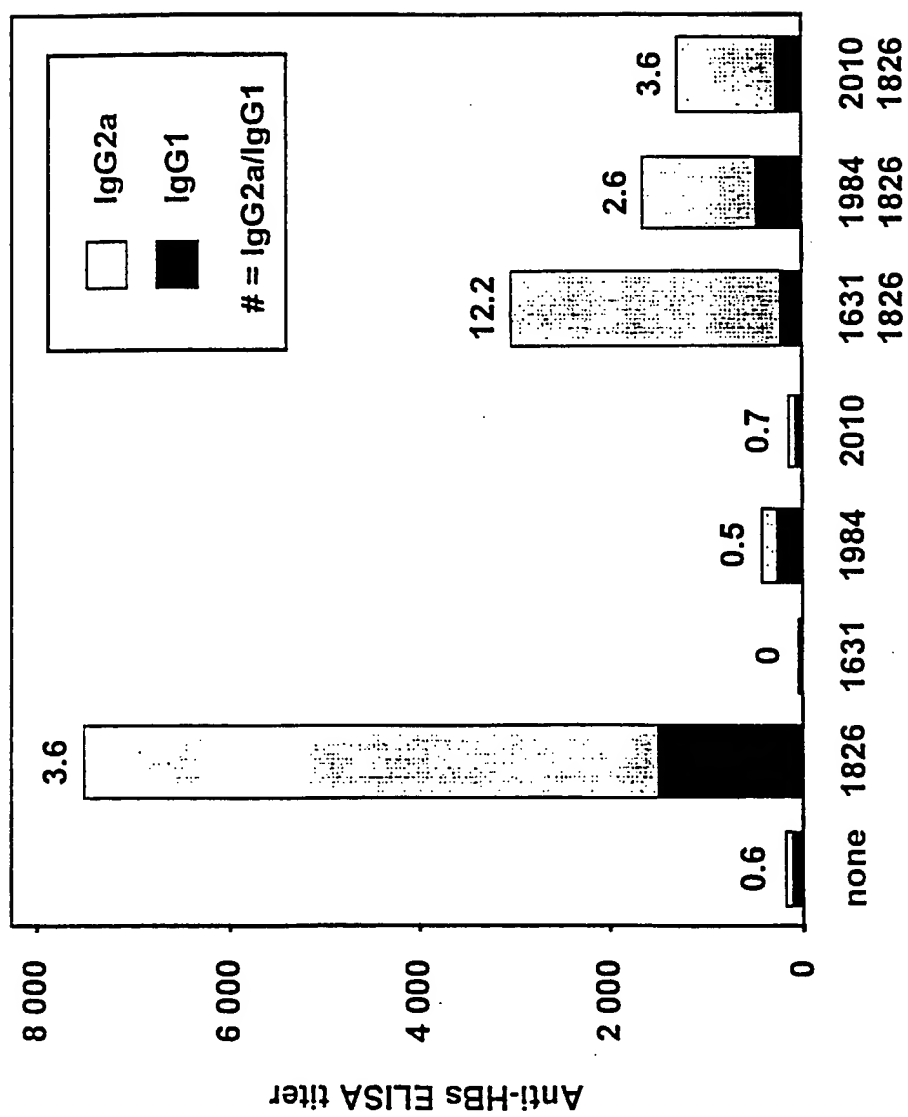 Anti-HBs ELISA titer
8 000
6 000
4 000
2 000
0
IgG2a
IgG1
# = IgG2a/IgG1
0.6
3.6
0
0.5
0.7
12.2
2.6
3.6
none 1826 1631 1984 2010 1631 1984 2010
1826 1826 1826